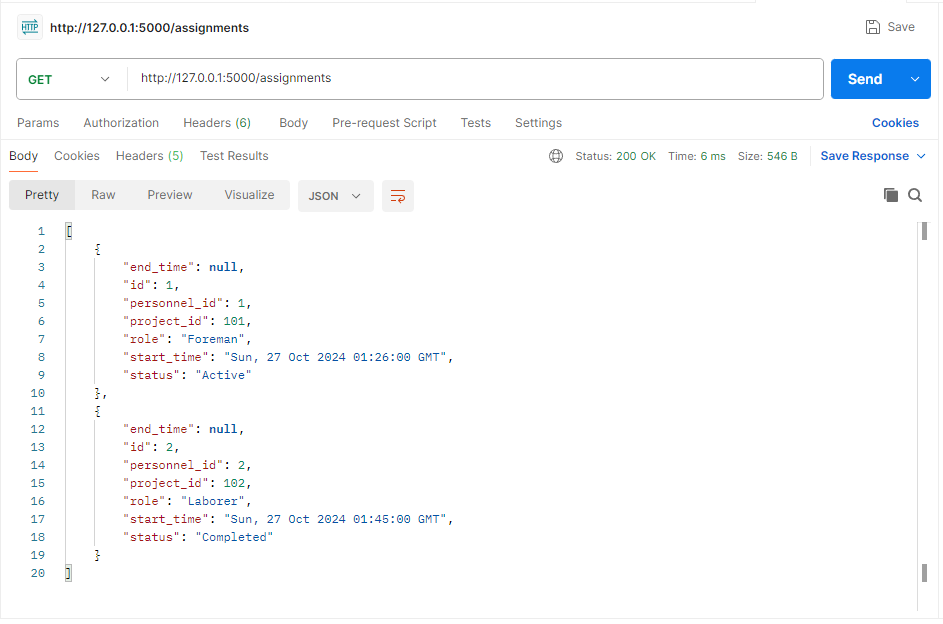 HTTP http://127.0.0.1:5000/assignments Save
GET http://127.0.0.1:5000/assignments Send
Params Authorization Headers (6) Body Pre-request Script Tests Settings Cookies
Body Cookies Headers (5) Test Results Status: 200 OK Time: 6 ms Size: 546 B Save Response
Pretty Raw Preview Visualize JSON
1 [
2 {
3 "end_time": null,
4 "id": 1,
5 "personnel_id": 1,
6 "project_id": 101,
7 "role": "Foreman",
8 "start_time": "Sun, 27 Oct 2024 01:26:00 GMT",
9 "status": "Active"
10 },
11 {
12 "end_time": null,
13 "id": 2,
14 "personnel_id": 2,
15 "project_id": 102,
16 "role": "Laborer",
17 "start_time": "Sun, 27 Oct 2024 01:45:00 GMT",
18 "status": "Completed"
19 }
20 ]